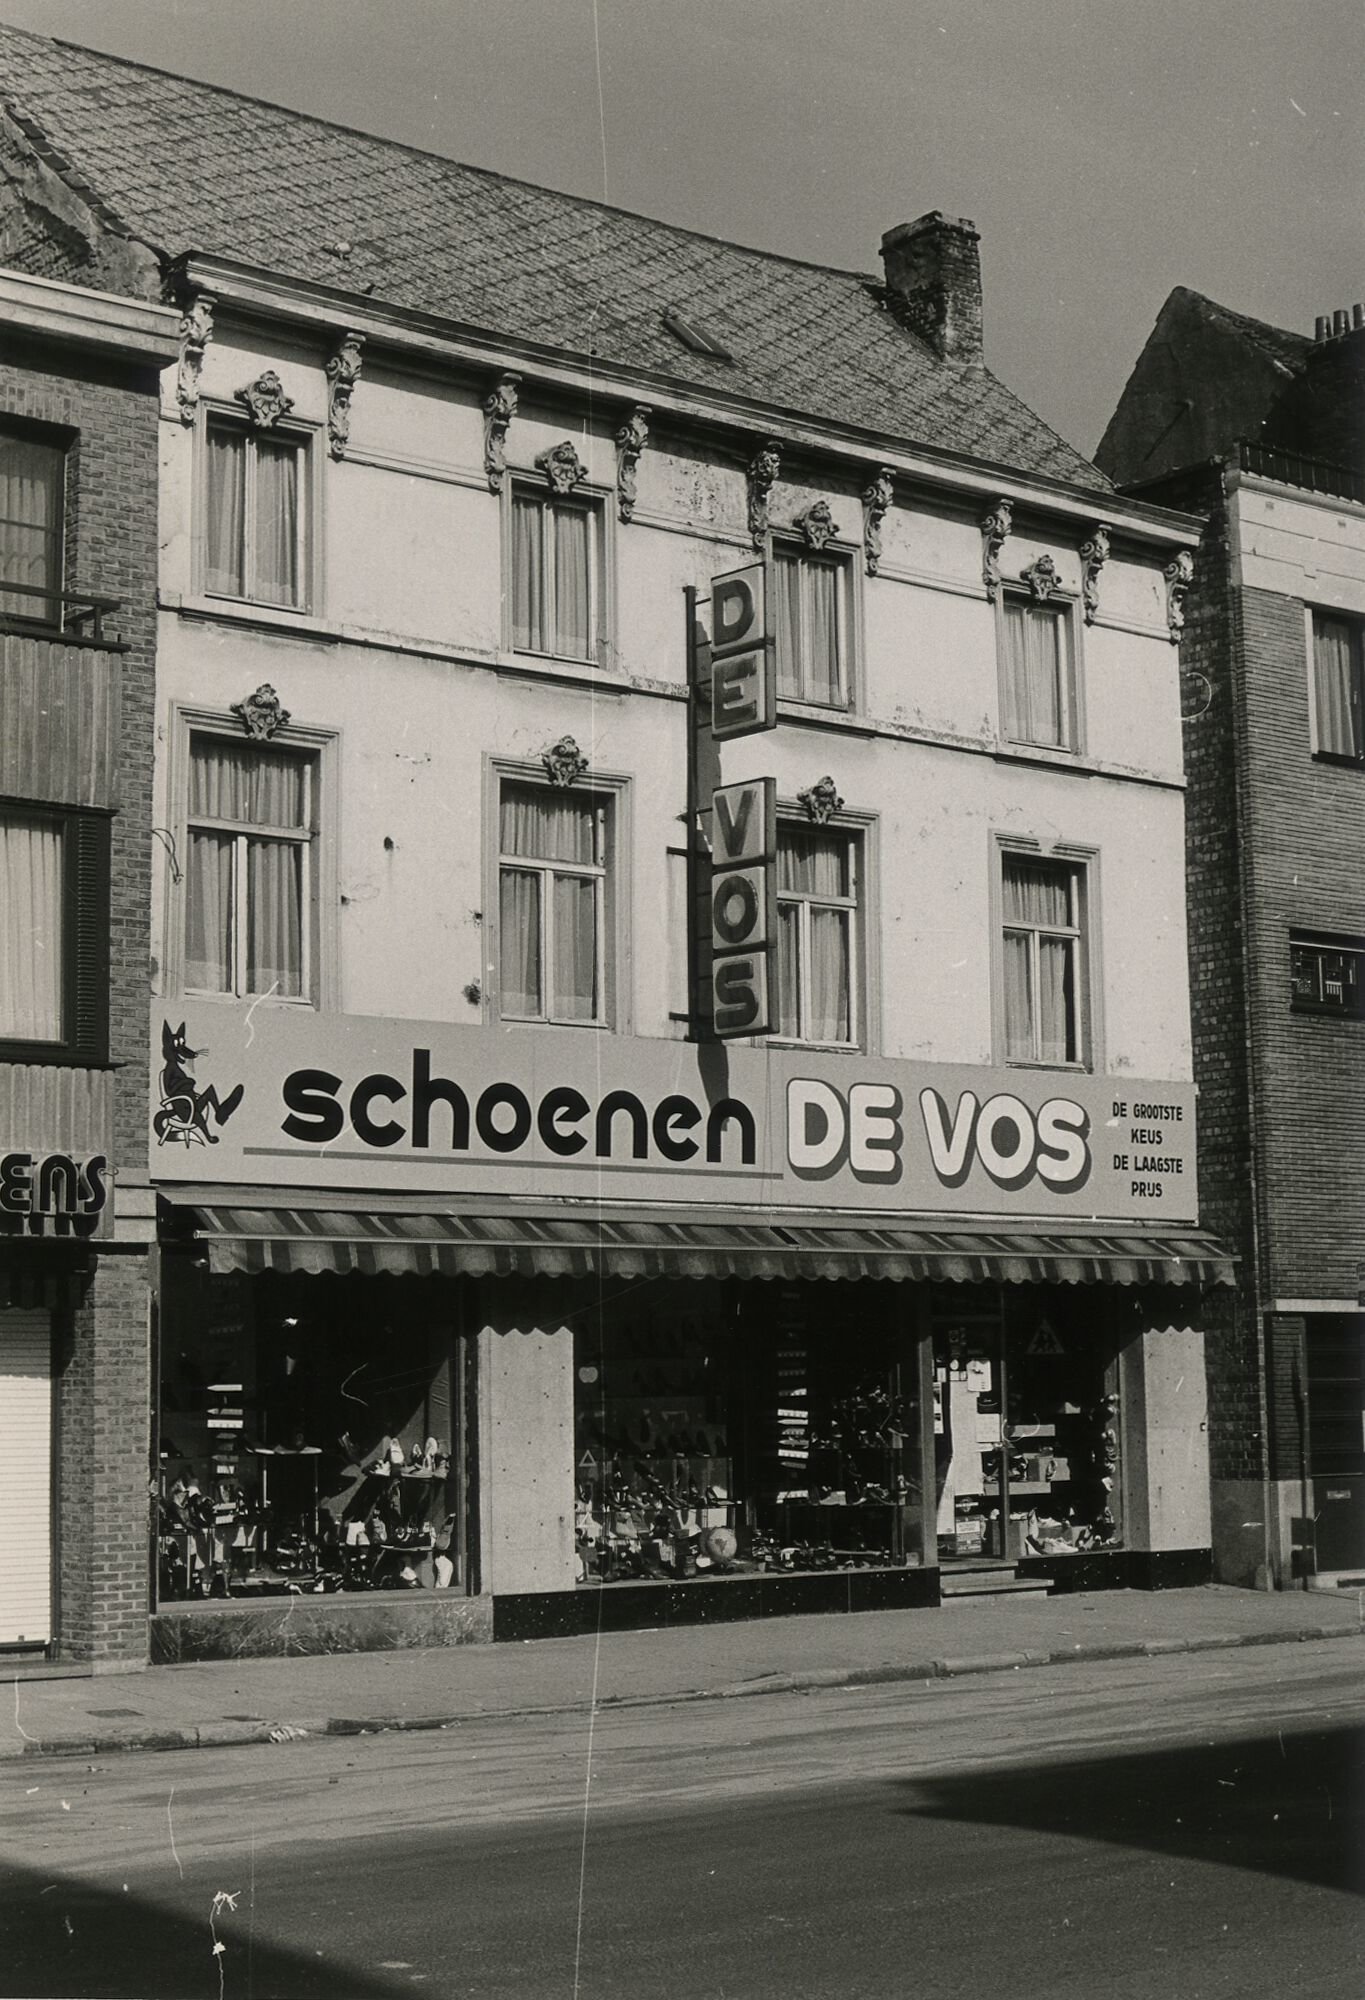 DE
VOS
schoenen DE VOS
DE GROOTSTE
KEUS
DE LAAGSTE
PRIJS
ENS